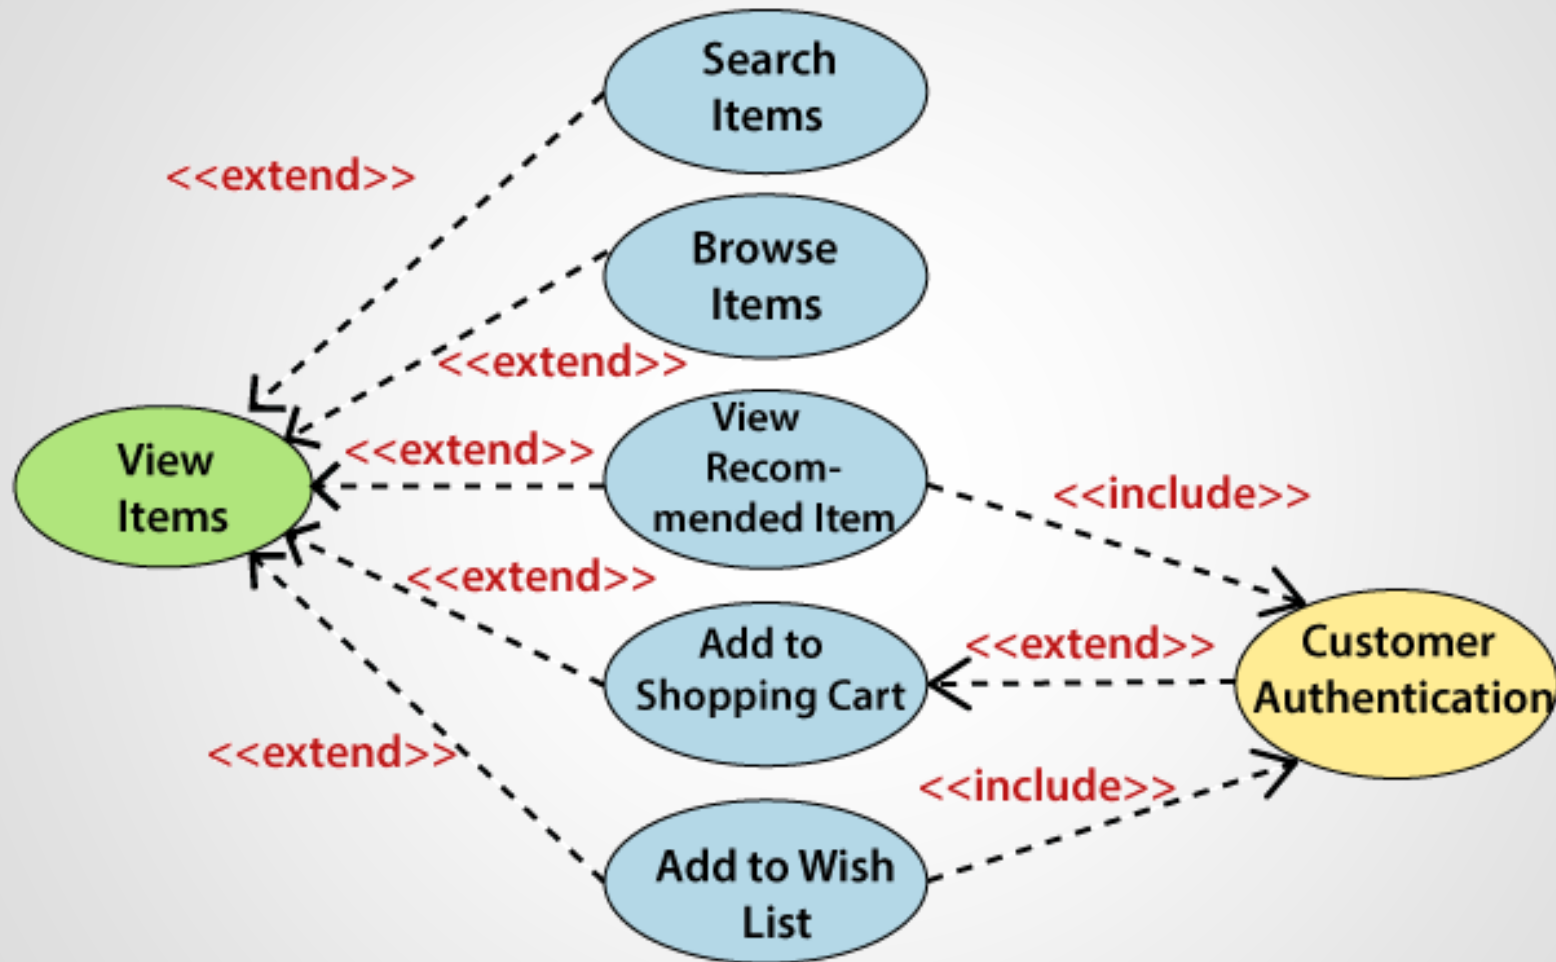 Search
Items
<<extend>>
Browse
Items
<<extend>>
View
Recom-
mended Item
<<extend>>
View
Items
<<include>>
<<extend>>
Add to
Shopping Cart
<<extend>>
Customer
Authentication
<<extend>>
<<include>>
Add to Wish
List